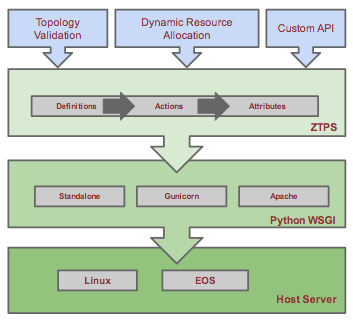 Topology
Validation
Dynamic Resource
Allocation
Custom API
Definitions
Actions
Attributes
ZTPS
Standalone
Gunicorn
Apache
Python WSGI
Linux
EOS
Host Server